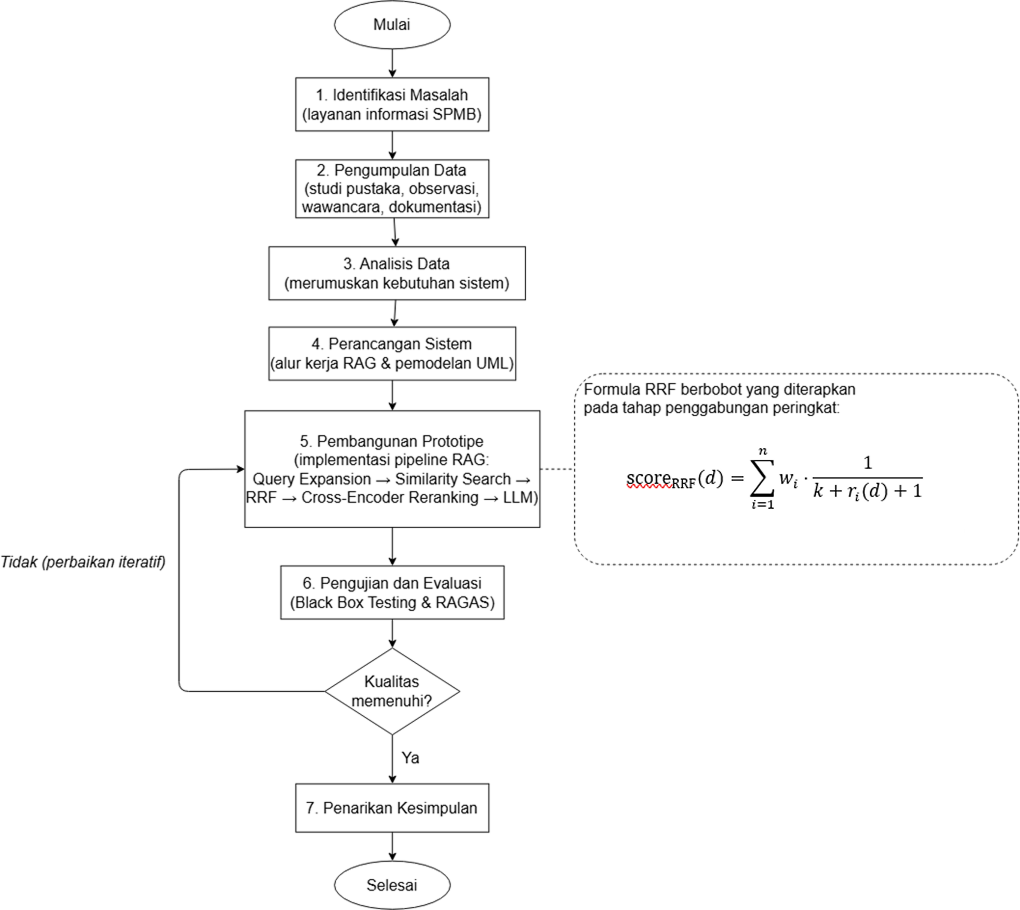 Mulai
1. Identifikasi Masalah
(layanan informasi SPMB)
2. Pengumpulan Data
(studi pustaka, observasi,
wawancara, dokumentasi)
3. Analisis Data
(merumuskan kebutuhan sistem)
4. Perancangan Sistem
(alur kerja RAG & pemodelan UML)
Formula RRF berbobot yang diterapkan
pada tahap penggabungan peringkat:
score_RRF(d) = ∑_{i=1}^{n} w_i · 1 / (k + r_i(d) + 1)
5. Pembangunan Prototipe
(implementasi pipeline RAG:
Query Expansion → Similarity Search →
RRF → Cross-Encoder Reranking → LLM)
Tidak (perbaikan iteratif)
6. Pengujian dan Evaluasi
(Black Box Testing & RAGAS)
Kualitas
memenuhi?
Ya
7. Penarikan Kesimpulan
Selesai